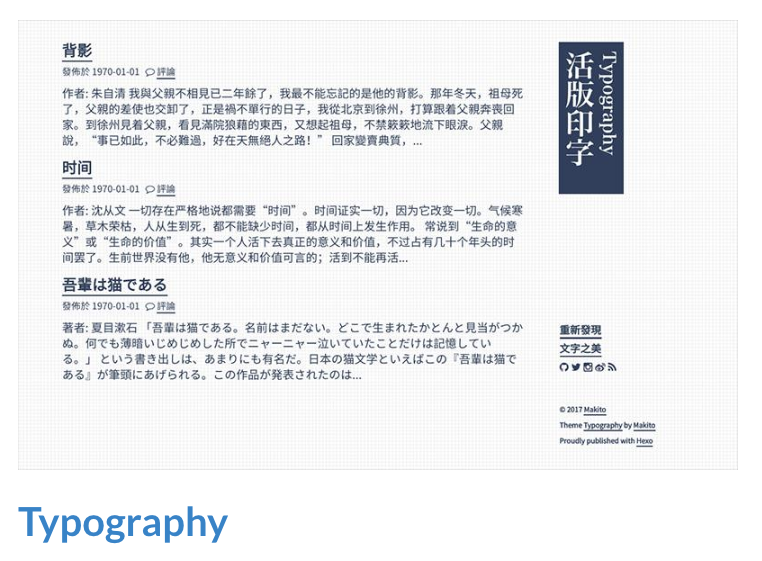 背影
發佈於 1970-01-01 評論
作者: 朱自清 我與父親不相見已二年餘了，我最不能忘記的是他的背影。那年冬天，祖母死
了，父親的差使也交卸了，正是禍不單行的日子，我從北京到徐州，打算跟着父親奔喪回
家。到徐州見着父親，看見滿院狼藉的東西，又想起祖母，不禁簌簌地流下眼淚。父親
說，“事已如此，不必難過，好在天無絕人之路！” 回家變賣典質，...
时间
發佈於 1970-01-01 評論
作者: 沈从文 一切存在严格地说都需要“时间”。时间证实一切，因为它改变一切。气候寒
暑，草木荣枯，人从生到死，都不能缺少时间，都从时间上发生作用。 常说到“生命的意
义”或“生命的价值”。其实一个人活下去真正的意义和价值，不过占有几十个年头的时
间罢了。生前世界没有他，他无意义和价值可言的；活到不能再活...
吾輩は猫である
發佈於 1970-01-01 評論
著者: 夏目漱石 「吾輩は猫である。名前はまだない。どこで生まれたかとんと見当がつか
ぬ。何でも薄暗いじめじめした所でニャーニャー泣いていたことだけは記憶してい
る。」 という書き出しは、あまりにも有名だ。日本の猫文学といえばこの『吾輩は猫で
ある』が筆頭にあげられる。この作品が発表されたのは...
Typography
活版印字
重新發現
文字之美
© 2017 Makito
Theme Typography by Makito
Proudly published with Hexo
Typography